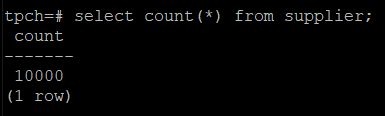 tpch=# select count(*) from supplier;
 count
-------
 10000
(1 row)